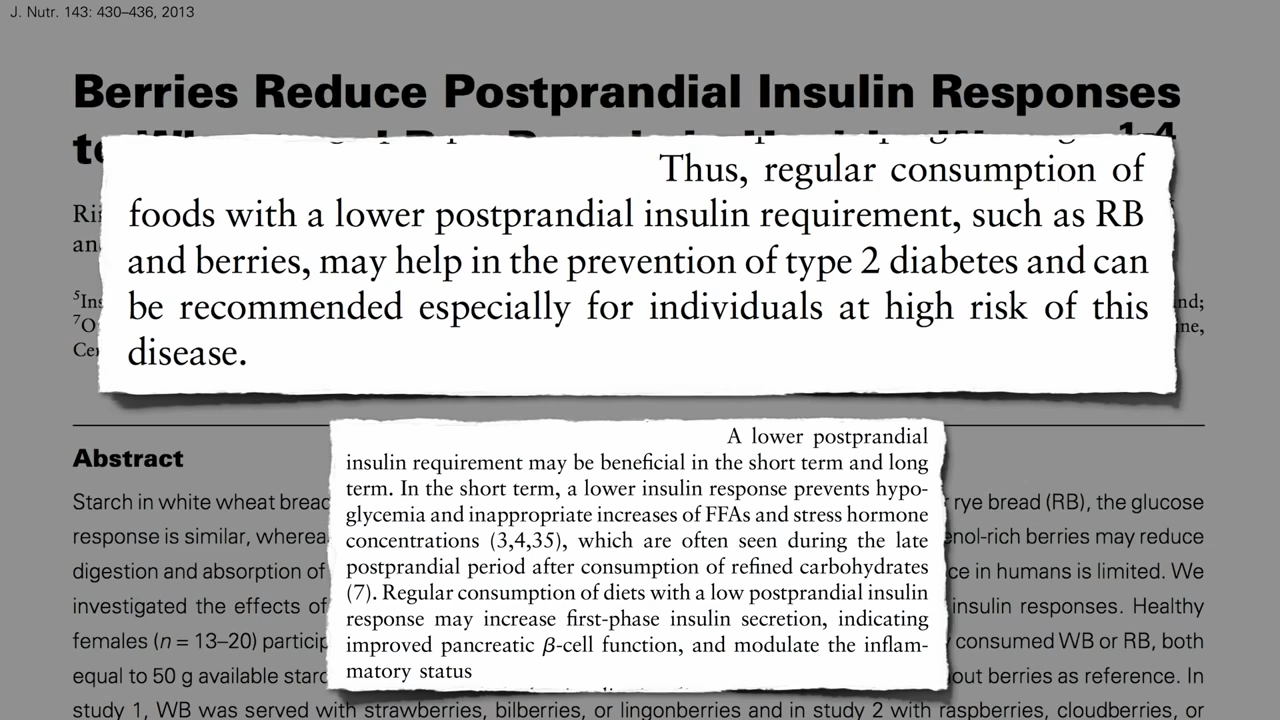 J. Nutr. 143: 430–436, 2013
Berries Reduce Postprandial Insulin Responses
Thus, regular consumption of
foods with a lower postprandial insulin requirement, such as RB
and berries, may help in the prevention of type 2 diabetes and can
be recommended especially for individuals at high risk of this
disease.
A lower postprandial
insulin requirement may be beneficial in the short term and long
term. In the short term, a lower insulin response prevents hypo-
glycemia and inappropriate increases of FFAs and stress hormone
concentrations (3,4,35), which are often seen during the late
postprandial period after consumption of refined carbohydrates
(7). Regular consumption of diets with a low postprandial insulin
response may increase first-phase insulin secretion, indicating
improved pancreatic β-cell function, and modulate the inflam-
matory status
Abstract
Starch in white wheat bread rye bread (RB), the glucose
response is similar, may reduce
digestion and absorption of in humans is limited. We
investigated the effects of insulin responses. Healthy
females (n = 13–20) consumed WB or RB, both
equal to 50 g available berries as reference. In
study 1, WB was served with strawberries, bilberries, or lingonberries and in study 2 with raspberries, cloudberries, or